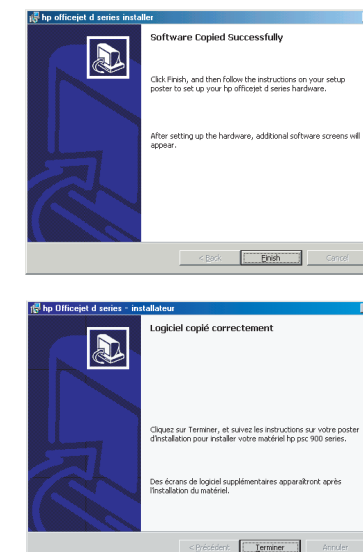 hp officejet d series installer
Software Copied Successfully
Click Finish, and then follow the instructions on your setup
poster to set up your hp officejet d series hardware.
After setting up the hardware, additional software screens will
appear.
< Back
Finish
Cancel
hp Officejet d series - installateur
Logiciel copié correctement
Cliquez sur Terminer, et suivez les instructions sur votre poster
d'installation pour installer votre matériel hp psc 900 series.
Des écrans de logiciel supplémentaires apparaîtront après
l'installation du matériel.
< Précédent
Terminer
Annuler